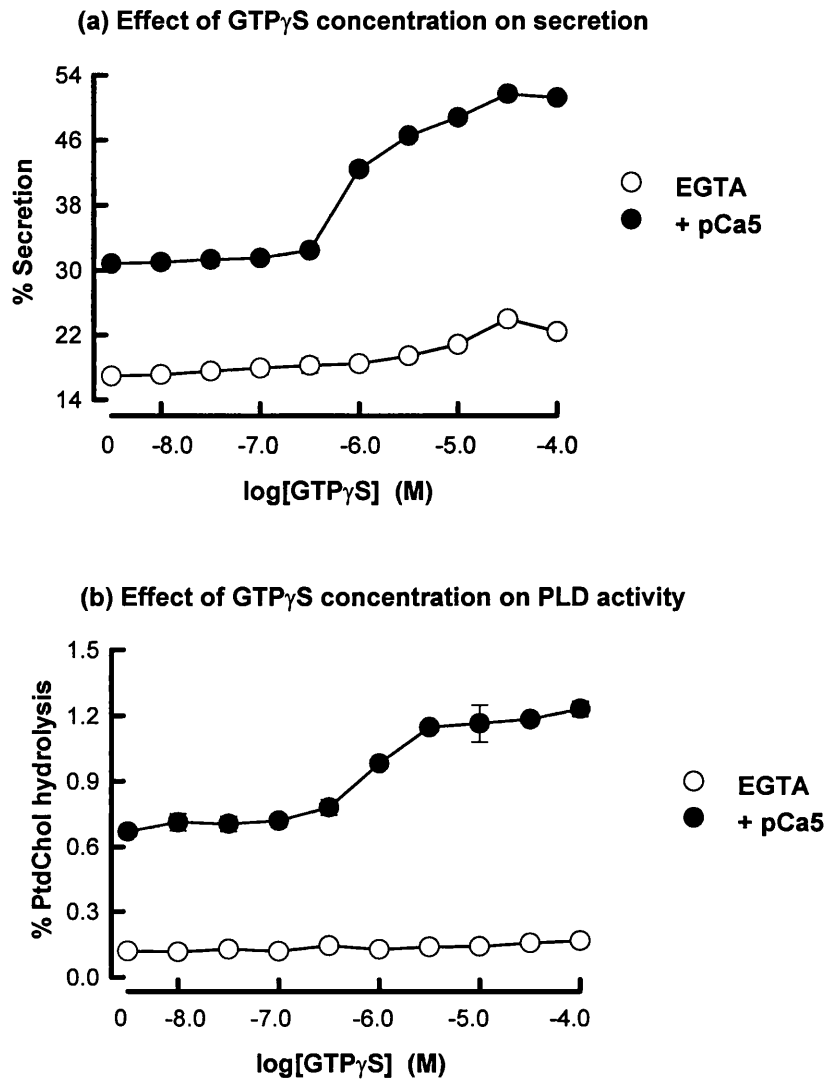 (a) Effect of GTPγS concentration on secretion
54
46
38
30
22
14
% Secretion
0 -8.0 -7.0 -6.0 -5.0 -4.0
log[GTPγS] (M)
EGTA
+ pCa5
(b) Effect of GTPγS concentration on PLD activity
1.5
1.2
0.9
0.6
0.3
0.0
% PtdChol hydrolysis
0 -8.0 -7.0 -6.0 -5.0 -4.0
log[GTPγS] (M)
EGTA
+ pCa5